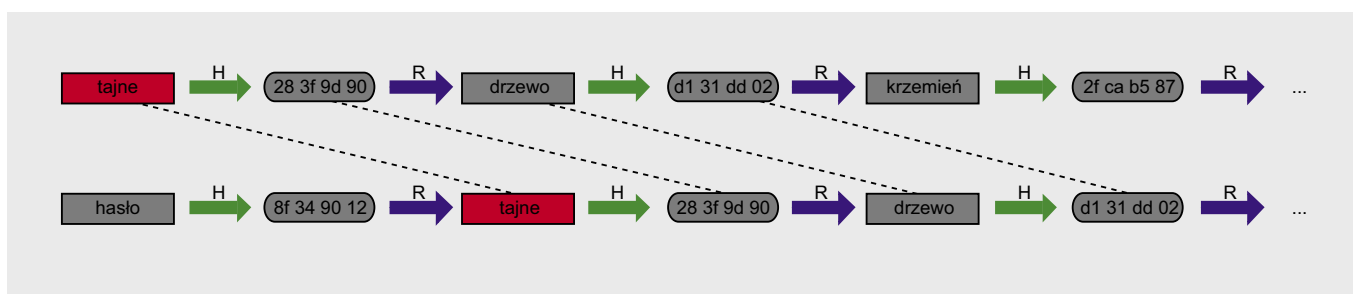 H R H R H R
tajne 28 3f 9d 90 drzewo d1 31 dd 02 krzemień 2f ca b5 87 ...
H R H R H R
hasło 8f 34 90 12 tajne 28 3f 9d 90 drzewo d1 31 dd 02 ...